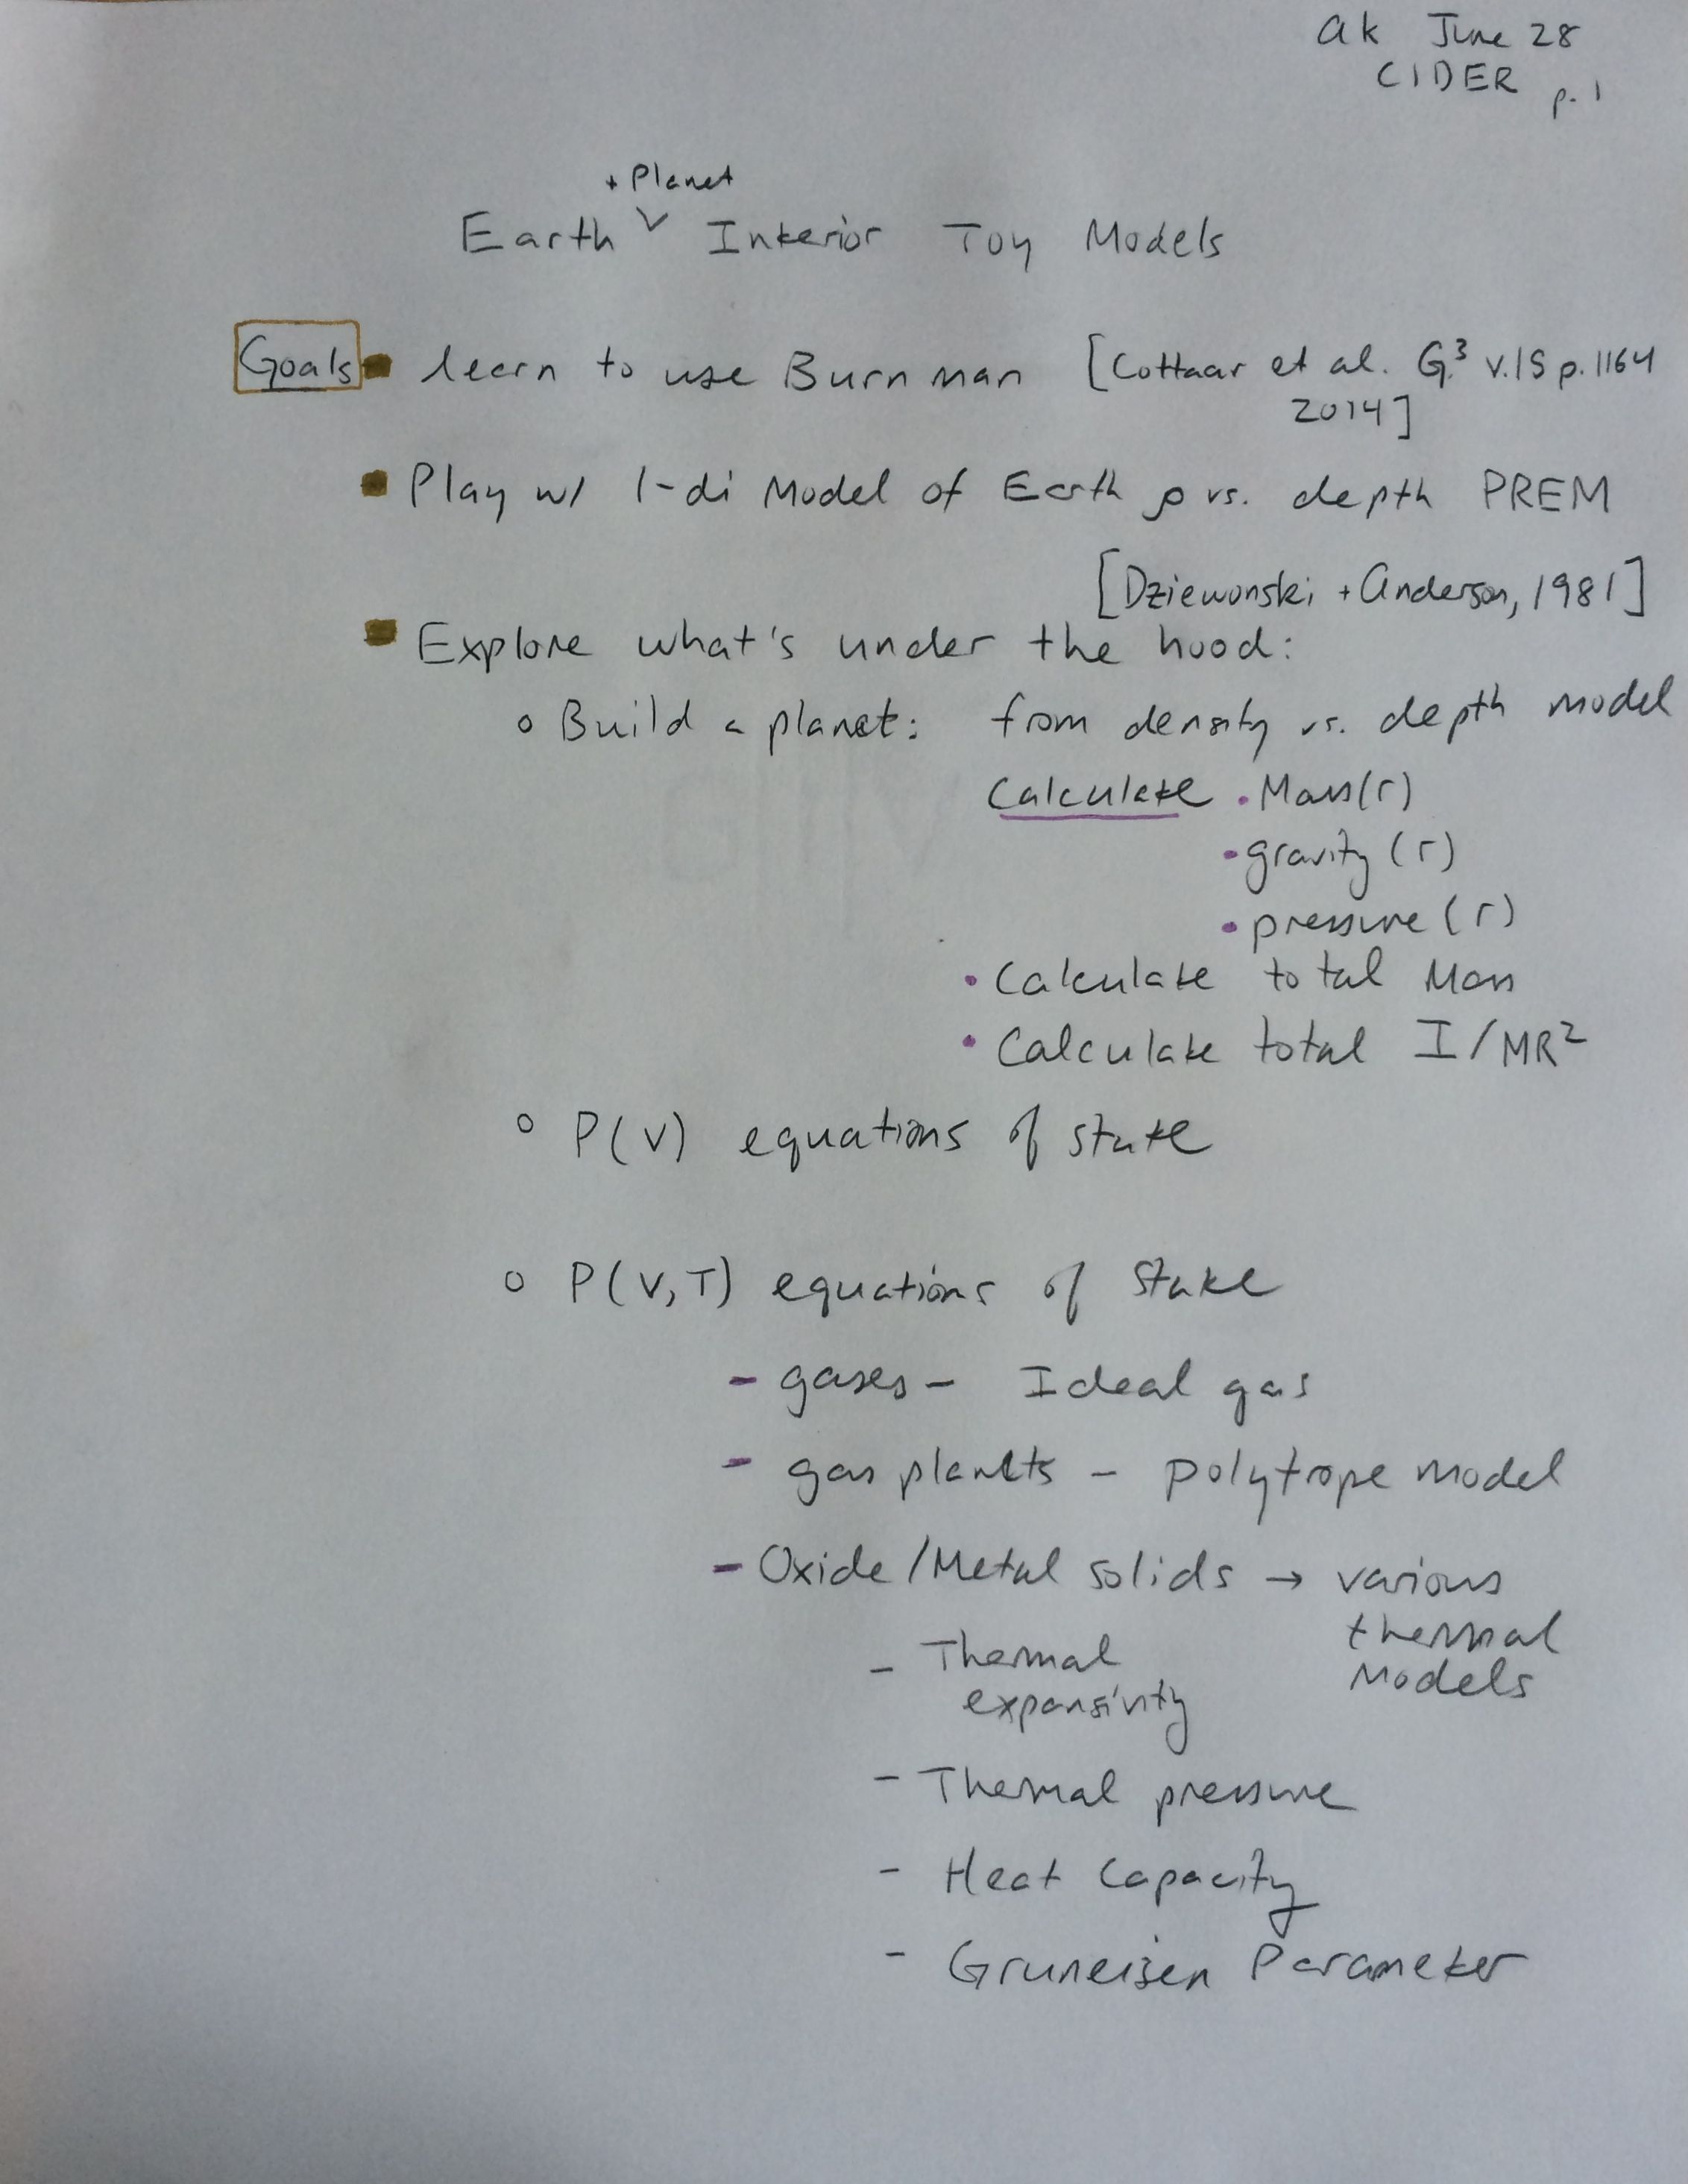 ak June 28
CIDER p.1
+ Planet
Earth ∨ Interior Toy Models
Goals ▪ learn to use Burnman [Cottaar et al. G.³ v.15 p.1164
2014]
▪ Play w/ 1-di Model of Earth ρ vs. depth PREM
[Dziewonski + Anderson, 1981]
▪ Explore what's under the hood:
o Build a planet: from density vs. depth model
Calculate • Mass(r)
• gravity (r)
• pressure (r)
• Calculate total Mass
• Calculate total I/MR²
o P(V) equations of state
o P(V,T) equations of state
- gases - Ideal gas
- gas planets - polytrope model
- Oxide/Metal solids → various
thermal
Models
- Thermal
expansivity
- Thermal pressure
- Heat Capacity
- Gruneisen Parameter